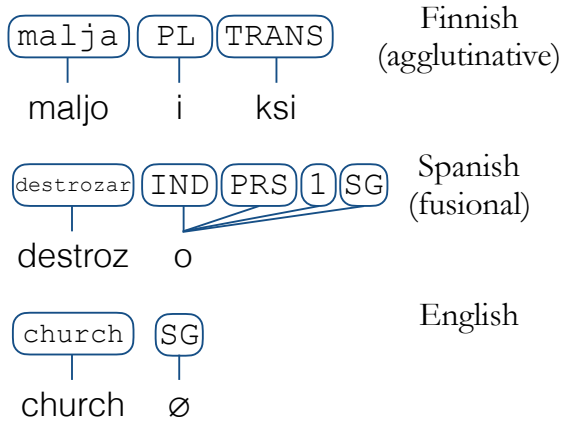 malja PL TRANS Finnish
(agglutinative)
maljo i ksi
destrozar IND PRS 1 SG Spanish
(fusional)
destroz o
church SG English
church ∅